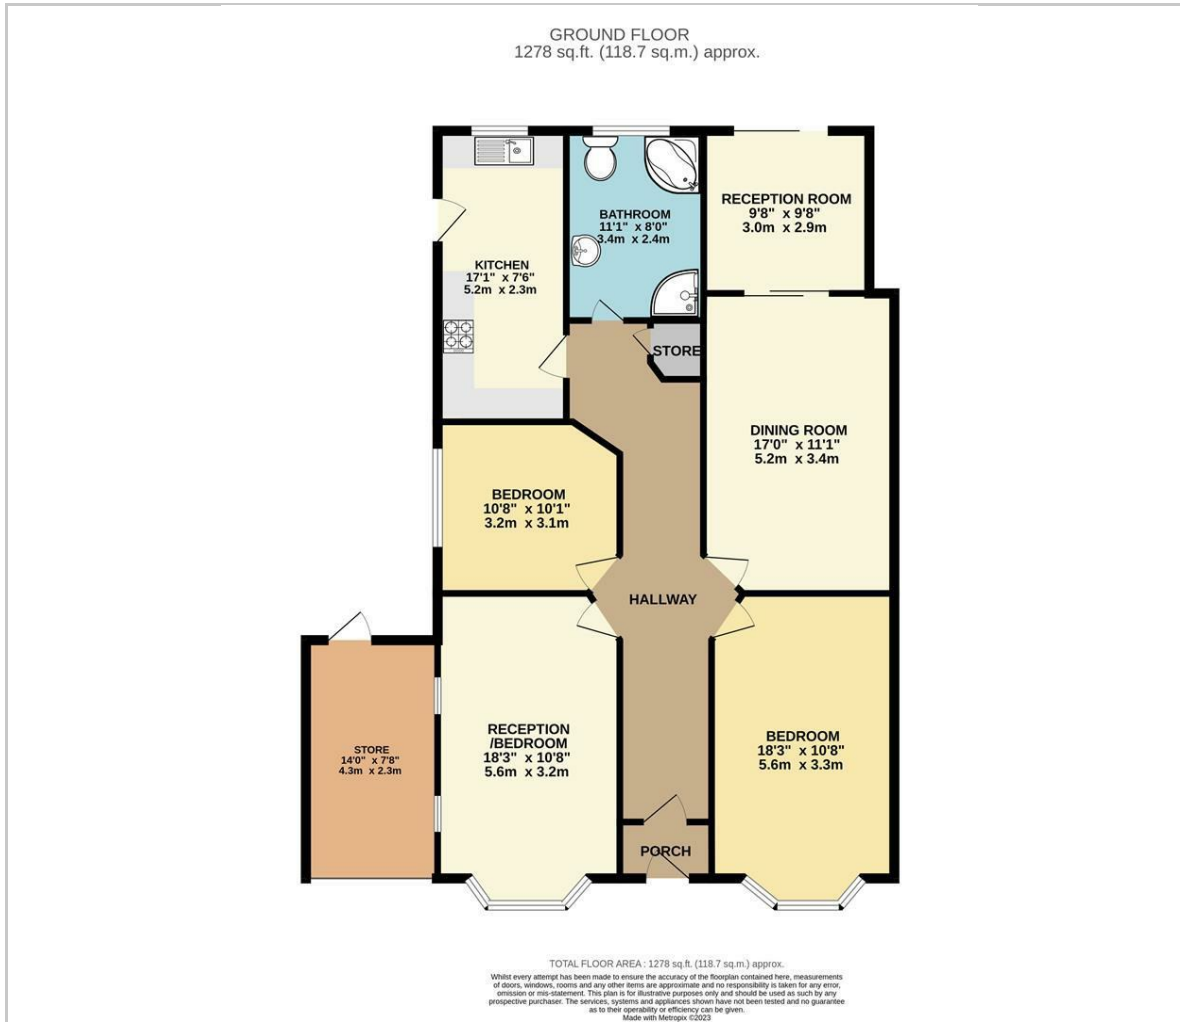 GROUND FLOOR
1278 sq.ft. (118.7 sq.m.) approx.
RECEPTION ROOM
9'8" x 9'8"
3.0m x 2.9m
BATHROOM
11'1" x 8'0"
3.4m x 2.4m
KITCHEN
17'1" x 7'6"
5.2m x 2.3m
STORE
DINING ROOM
17'0" x 11'1"
5.2m x 3.4m
BEDROOM
10'8" x 10'1"
3.2m x 3.1m
HALLWAY
RECEPTION
/BEDROOM
18'3" x 10'8"
5.6m x 3.2m
BEDROOM
18'3" x 10'8"
5.6m x 3.3m
STORE
14'0" x 7'8"
4.3m x 2.3m
PORCH
TOTAL FLOOR AREA : 1278 sq.ft. (118.7 sq.m.) approx.
Whilst every attempt has been made to ensure the accuracy of the floorplan contained here, measurements
of doors, windows, rooms and any other items are approximate and no responsibility is taken for any error,
omission or mis-statement. This plan is for illustrative purposes only and should be used as such by any
prospective purchaser. The services, systems and appliances shown have not been tested and no guarantee
as to their operability or efficiency can be given.
Made with Metropix ©2023